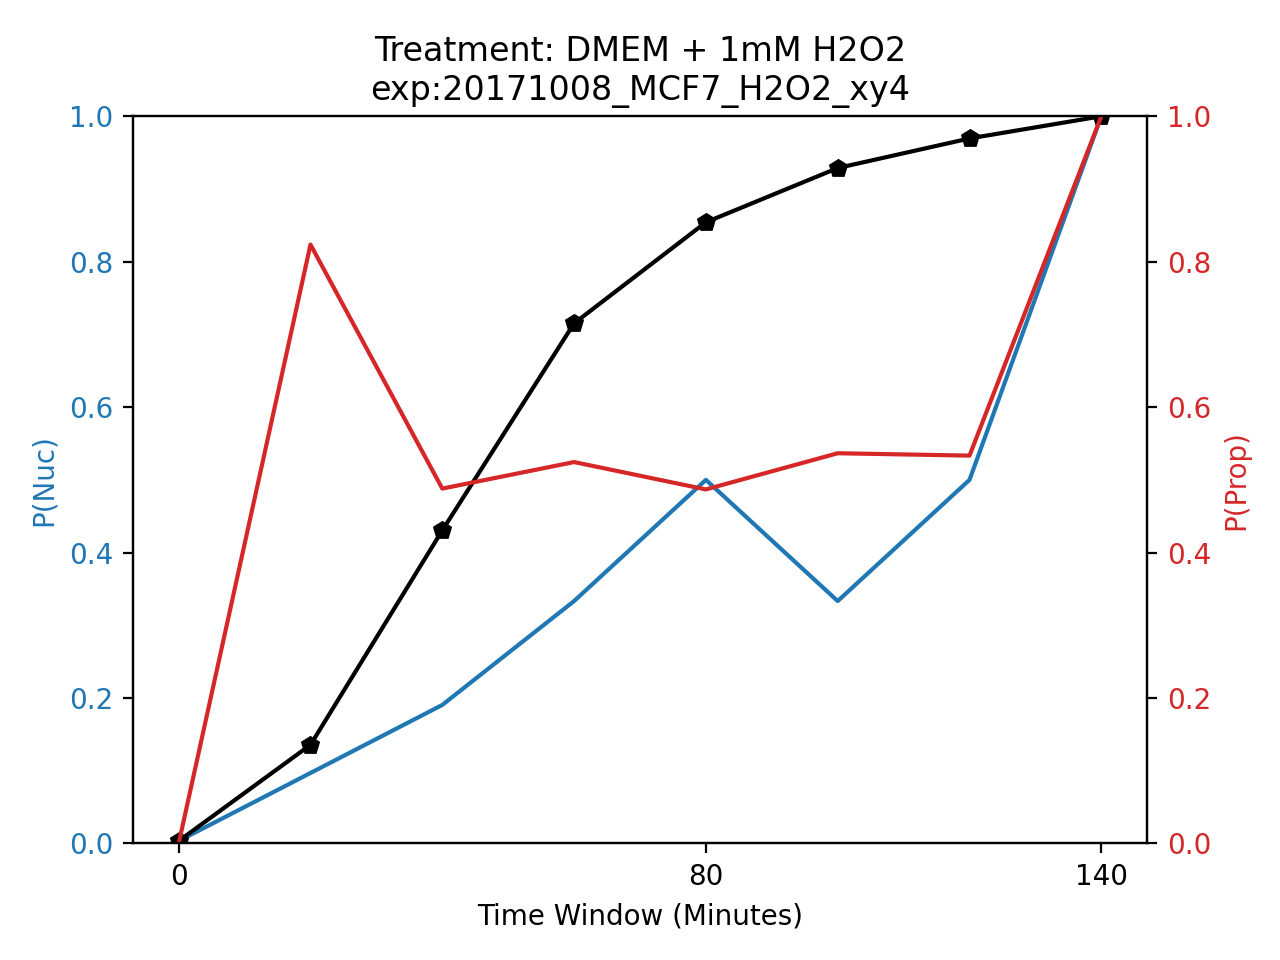 Treatment: DMEM + 1mM H2O2
exp:20171008_MCF7_H2O2_xy4
1.0
0.8
0.6
0.4
0.2
0.0
P(Nuc)
1.0
0.8
0.6
0.4
0.2
0.0
P(Prop)
0 80 140
Time Window (Minutes)